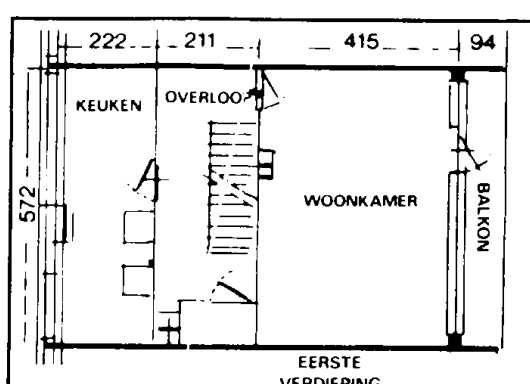 222 211 415 94
KEUKEN OVERLOOP
572
WOONKAMER
BALKON
EERSTE
VERDIEPING